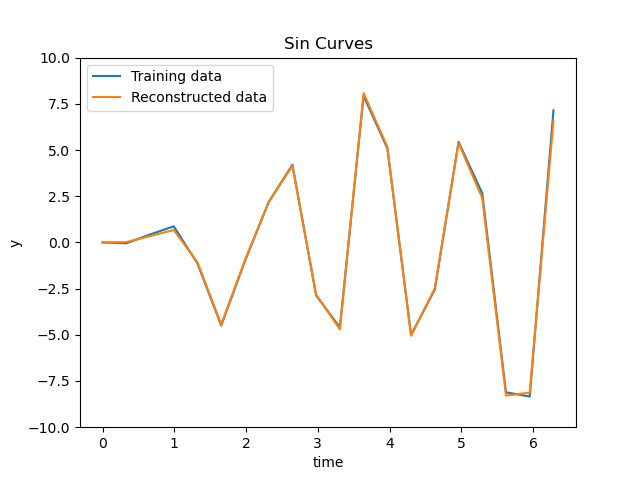 Sin Curves
Training data
Reconstructed data
10.0
7.5
5.0
2.5
0.0
−2.5
−5.0
−7.5
−10.0
y
0 1 2 3 4 5 6
time